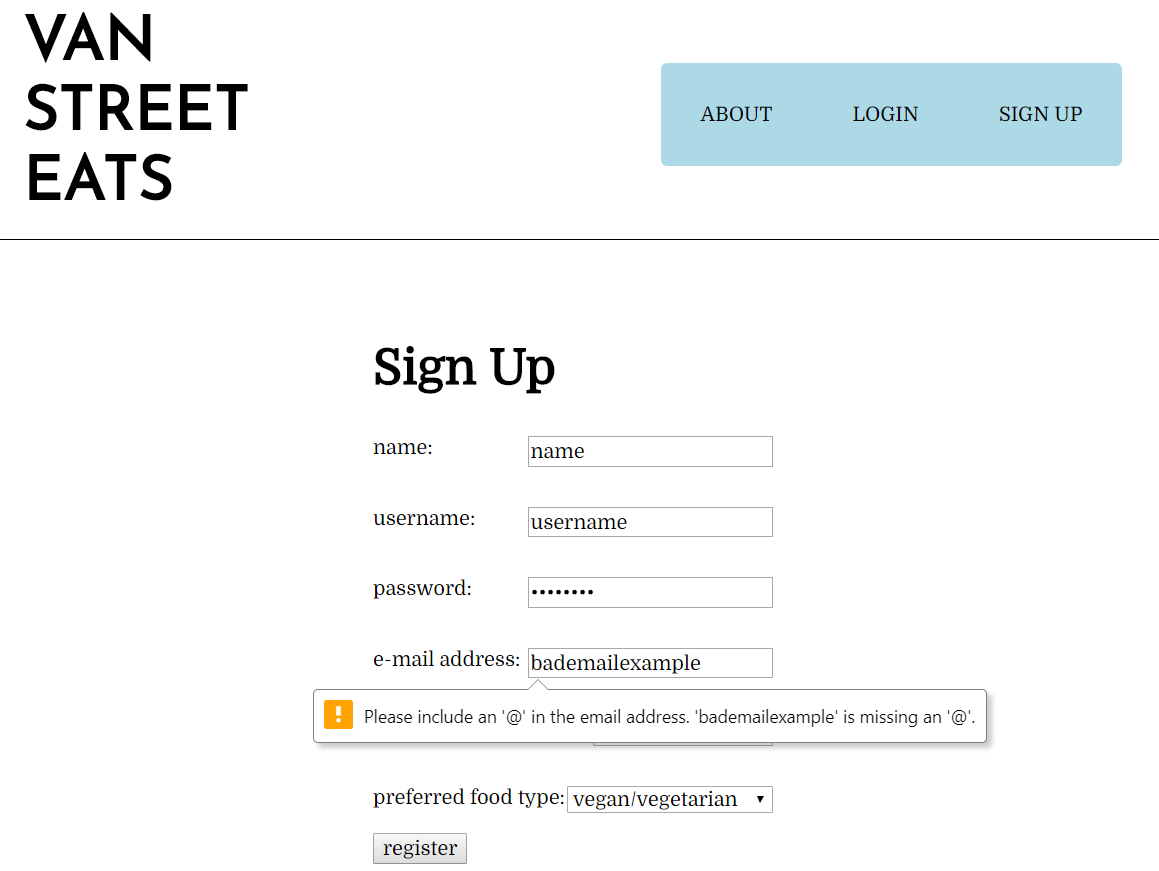 VAN
STREET
EATS
ABOUT LOGIN SIGN UP
Sign Up
name: name
username: username
password: ••••••••
e-mail address: bademailexample
Please include an '@' in the email address. 'bademailexample' is missing an '@'.
preferred food type: vegan/vegetarian
register